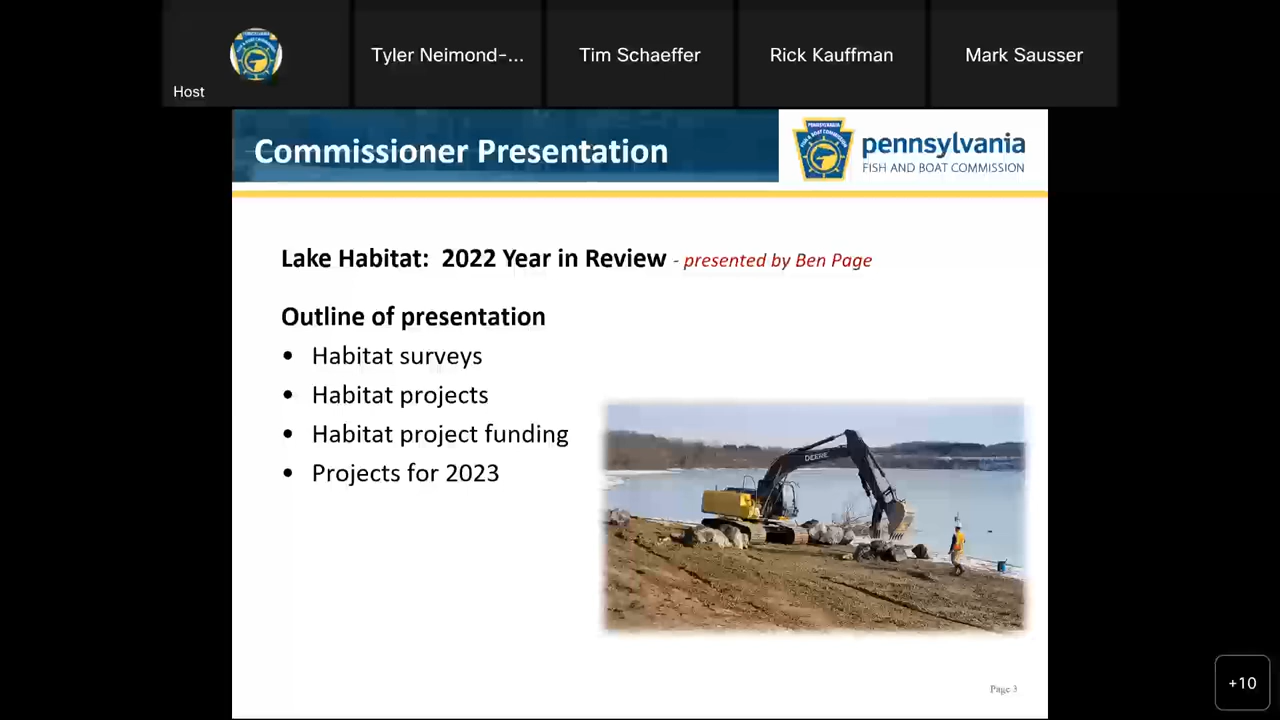 Host
Tyler Neimond-...
Tim Schaeffer
Rick Kauffman
Mark Sausser
Commissioner Presentation
pennsylvania
FISH AND BOAT COMMISSION
Lake Habitat: 2022 Year in Review - presented by Ben Page
Outline of presentation
• Habitat surveys
• Habitat projects
• Habitat project funding
• Projects for 2023
DEERE
Page 3
+10